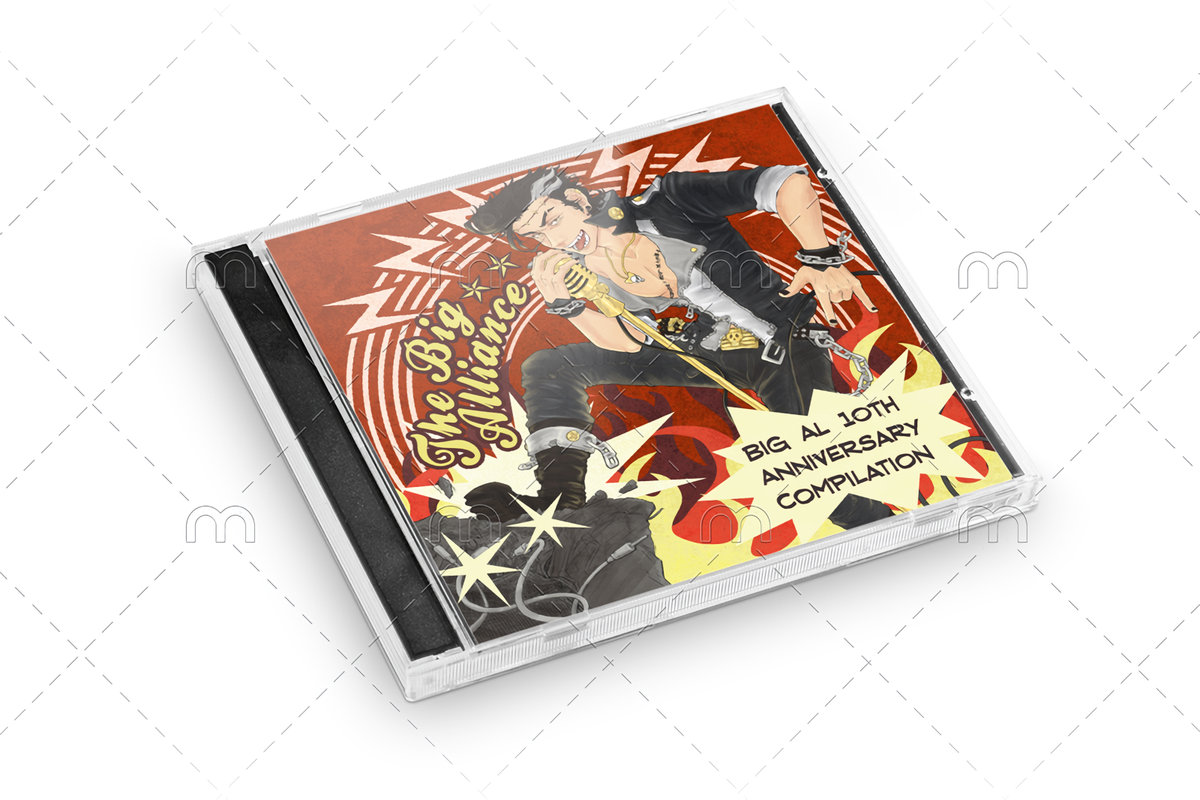 The Big
Alliance
BIG AL 10TH
ANNIVERSARY
COMPILATION
m m m m
m m m m